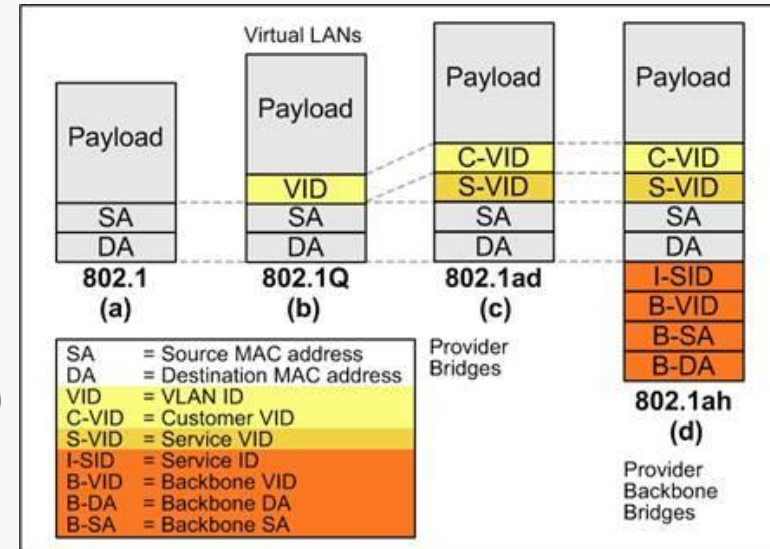 Virtual LANs
Payload
SA
DA
802.1
(a)
Payload
VID
SA
DA
802.1Q
(b)
Payload
C-VID
S-VID
SA
DA
802.1ad
(c)
Provider
Bridges
Payload
C-VID
S-VID
SA
DA
I-SID
B-VID
B-SA
B-DA
802.1ah
(d)
Provider
Backbone
Bridges
SA = Source MAC address
DA = Destination MAC address
VID = VLAN ID
C-VID = Customer VID
S-VID = Service VID
I-SID = Service ID
B-VID = Backbone VID
B-DA = Backbone DA
B-SA = Backbone SA